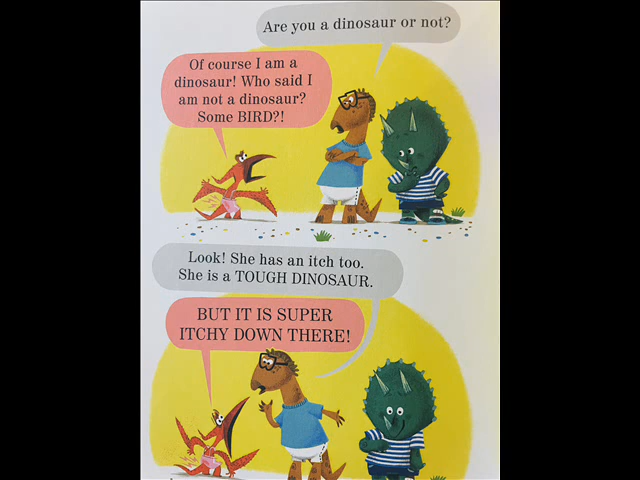 Are you a dinosaur or not?
Of course I am a
dinosaur! Who said I
am not a dinosaur?
Some BIRD?!
Look! She has an itch too.
She is a TOUGH DINOSAUR.
BUT IT IS SUPER
ITCHY DOWN THERE!